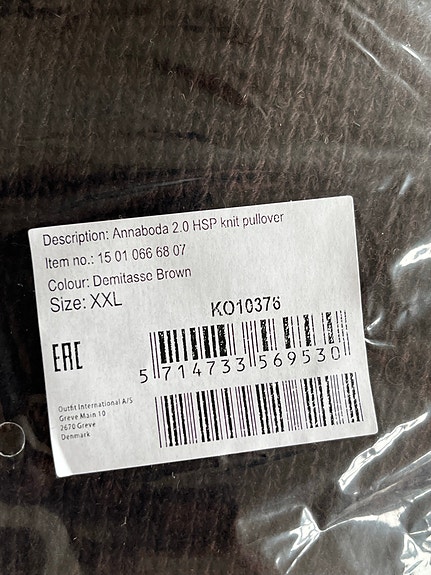 Description: Annaboda 2.0 HSP knit pullover
Item no.: 15 01 066 68 07
Colour: Demitasse Brown
Size: XXL
KO10376
EAC
5 714733 569530
Outfit International A/S
Greve Main 10
2670 Greve
Denmark